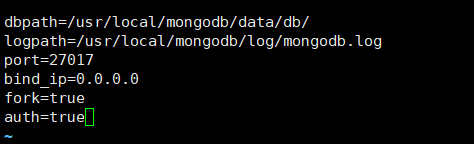 dbpath=/usr/local/mongodb/data/db/
logpath=/usr/local/mongodb/log/mongodb.log
port=27017
bind_ip=0.0.0.0
fork=true
auth=true
~